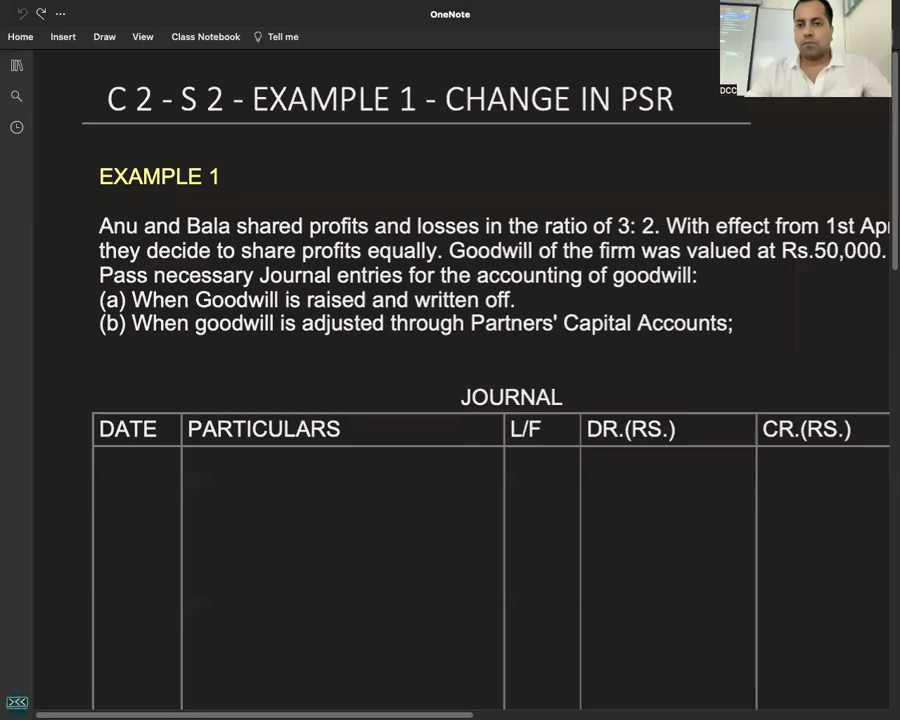 OneNote
Home Insert Draw View Class Notebook Tell me
DCC
C 2 - S 2 - EXAMPLE 1 - CHANGE IN PSR
EXAMPLE 1
Anu and Bala shared profits and losses in the ratio of 3: 2. With effect from 1st Ap
they decide to share profits equally. Goodwill of the firm was valued at Rs.50,000.
Pass necessary Journal entries for the accounting of goodwill:
(a) When Goodwill is raised and written off.
(b) When goodwill is adjusted through Partners' Capital Accounts;
JOURNAL
DATE PARTICULARS L/F DR.(RS.) CR.(RS.)